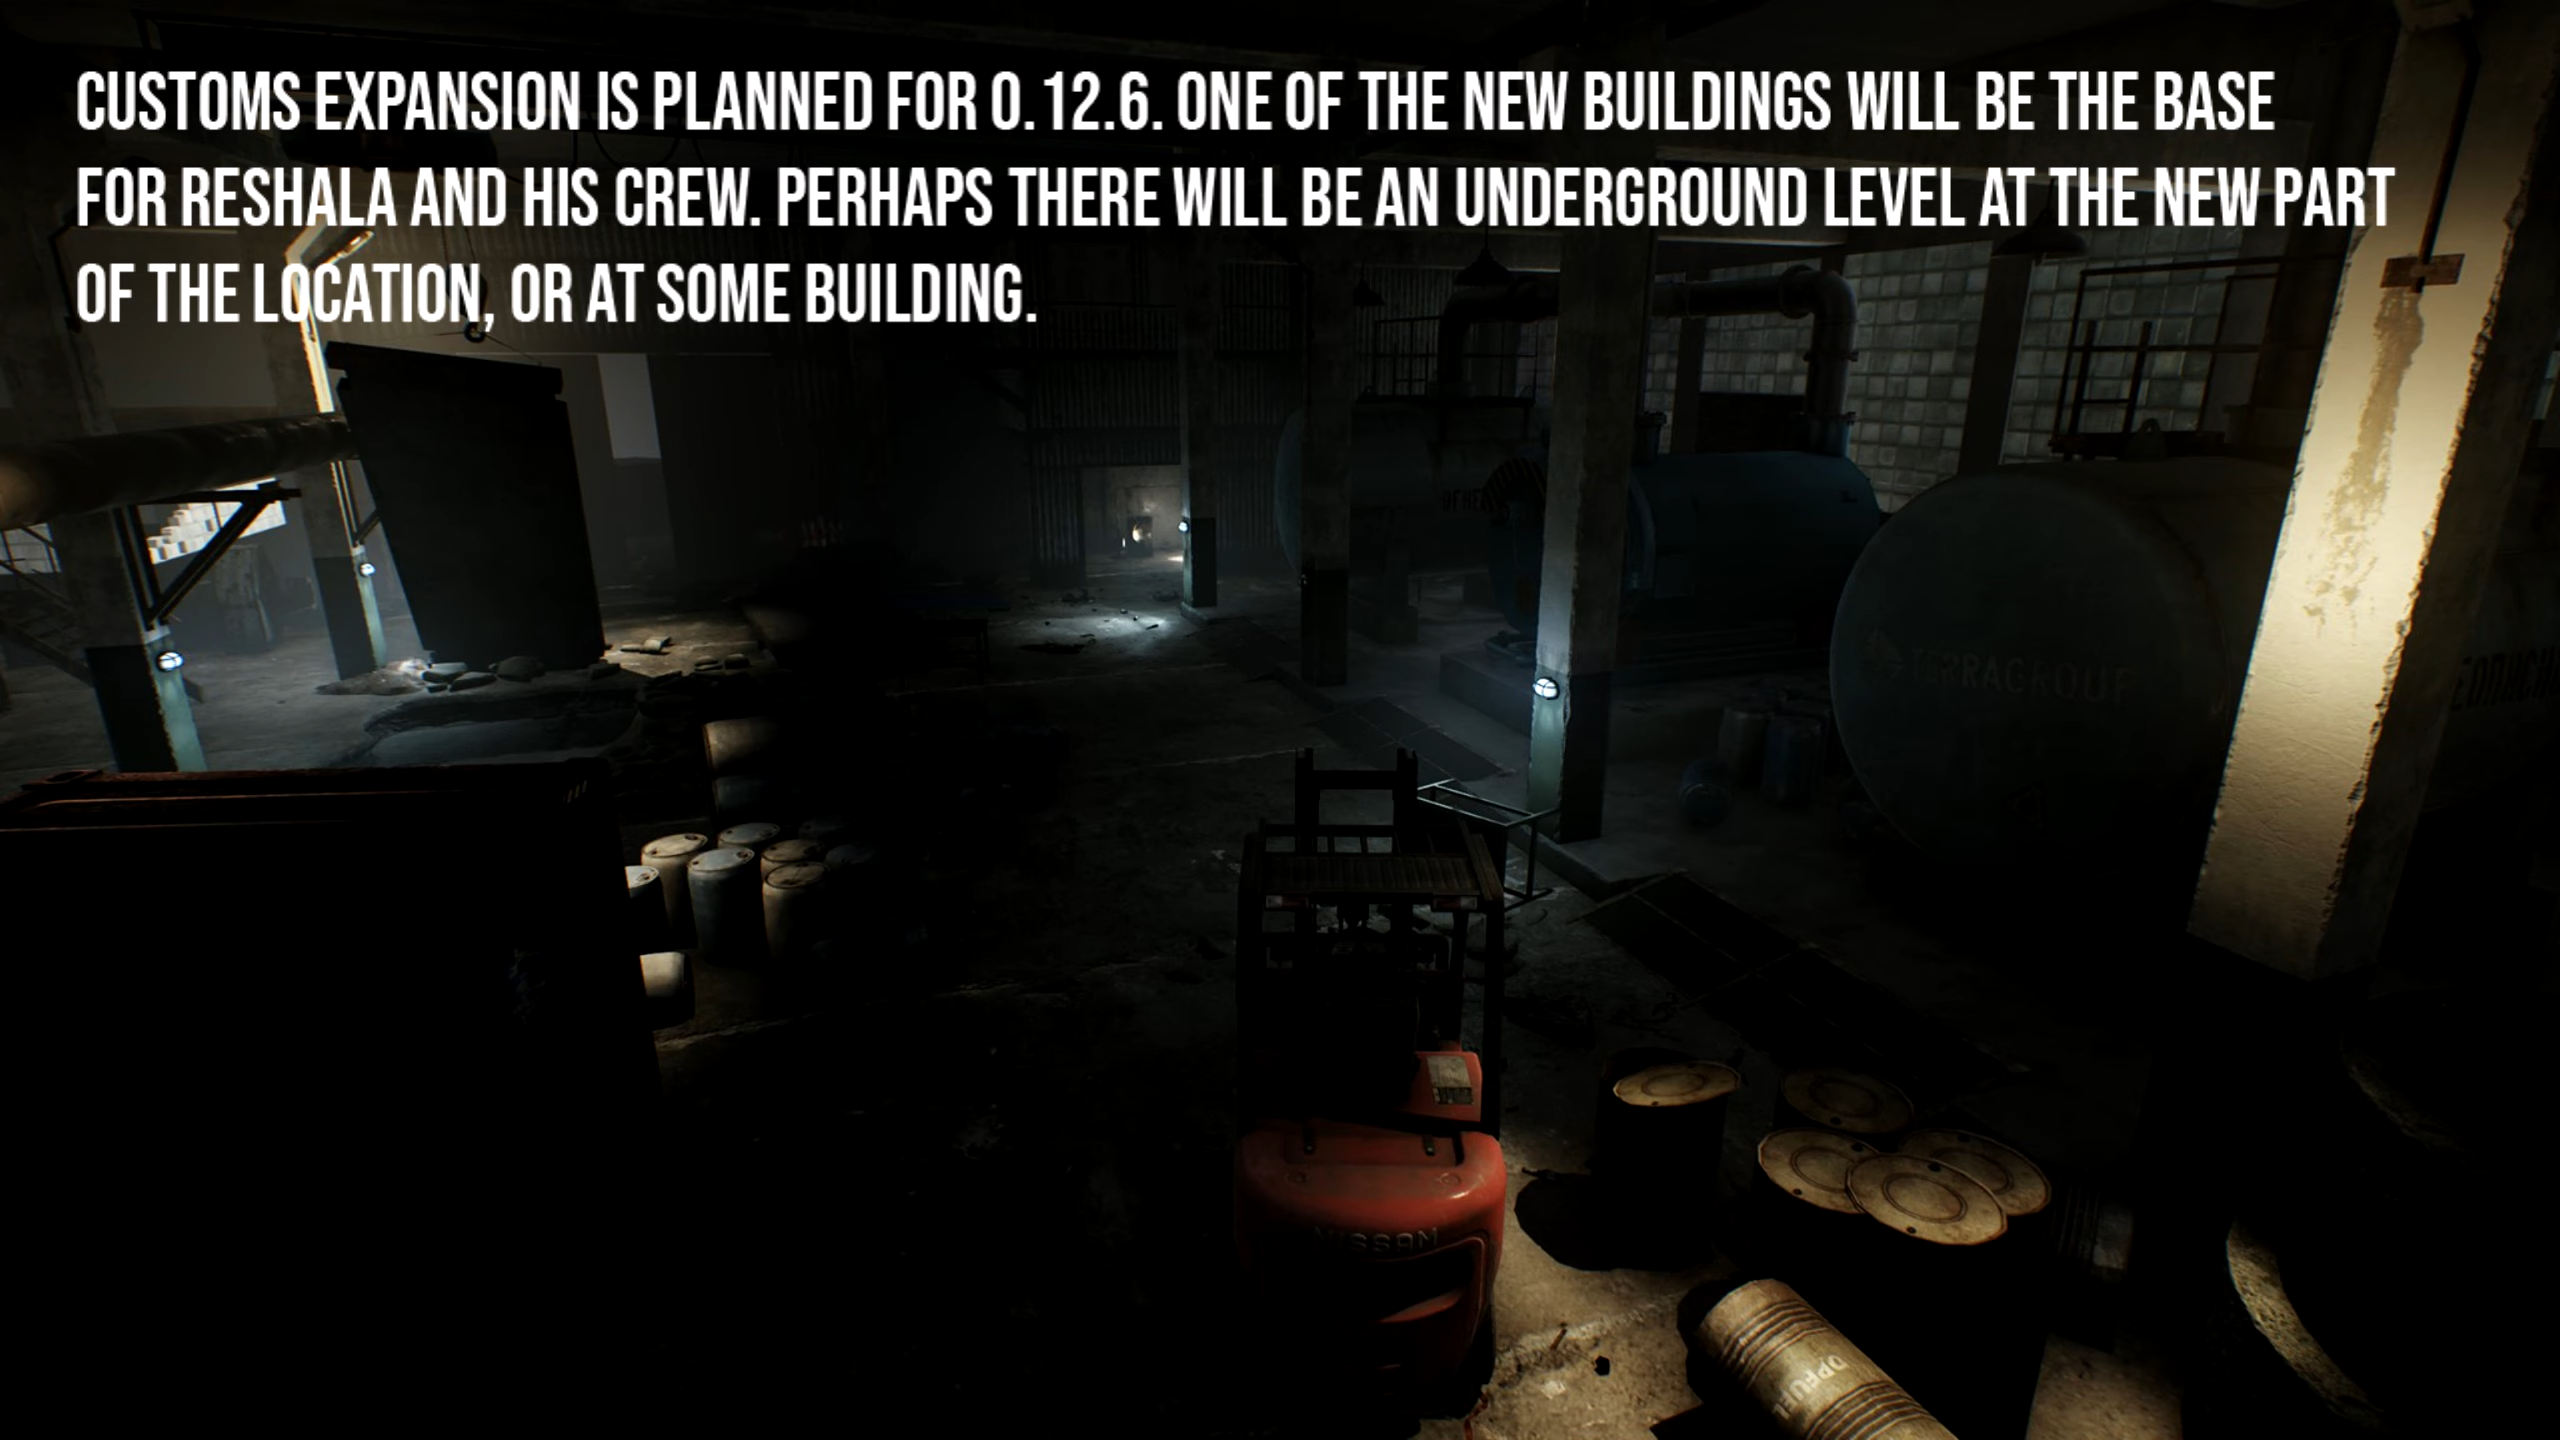 CUSTOMS EXPANSION IS PLANNED FOR 0.12.6. ONE OF THE NEW BUILDINGS WILL BE THE BASE
FOR RESHALA AND HIS CREW. PERHAPS THERE WILL BE AN UNDERGROUND LEVEL AT THE NEW PART
OF THE LOCATION, OR AT SOME BUILDING.
TERRAGROUP
NISSAM